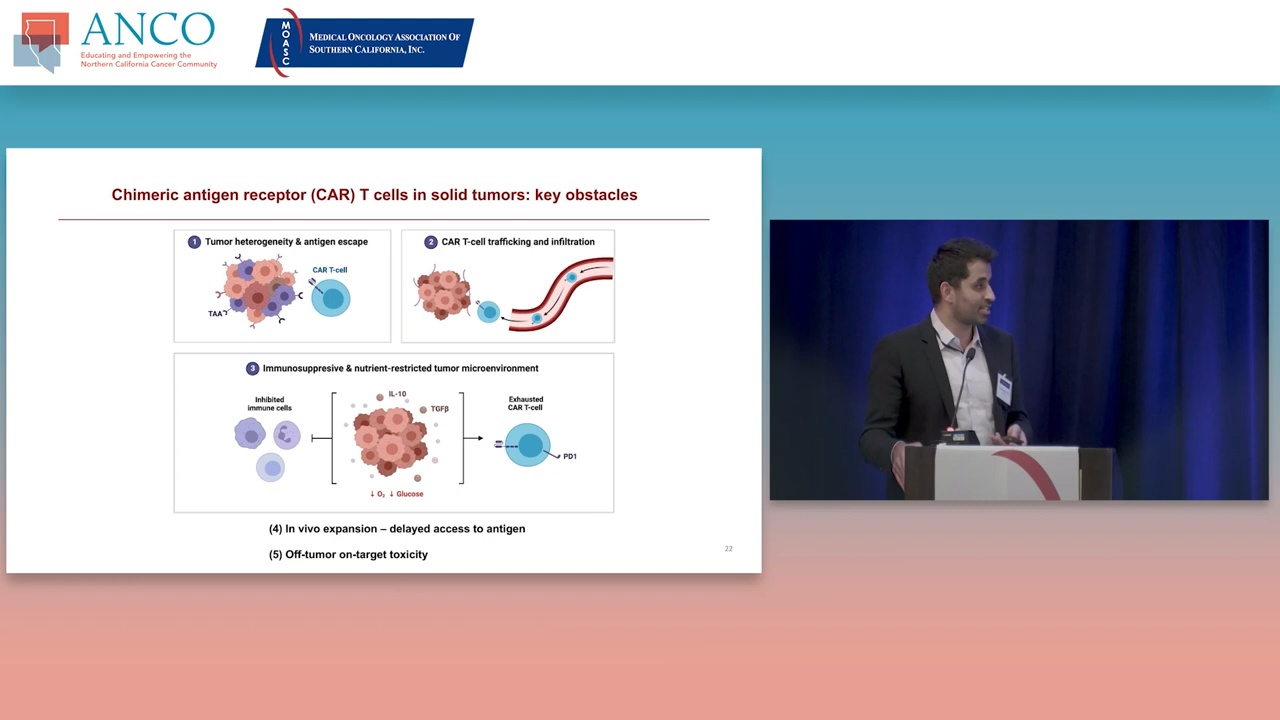 ANCO
Educating and Empowering the
Northern California Cancer Community
MOASC
MEDICAL ONCOLOGY ASSOCIATION OF
SOUTHERN CALIFORNIA, INC.
Chimeric antigen receptor (CAR) T cells in solid tumors: key obstacles
1 Tumor heterogeneity & antigen escape
CAR T-cell
TAA
2 CAR T-cell trafficking and infiltration
3 Immunosuppresive & nutrient-restricted tumor microenvironment
Inhibited
immune cells
IL-10
TGFβ
↓ O₂ ↓ Glucose
Exhausted
CAR T-cell
PD1
(4) In vivo expansion – delayed access to antigen
(5) Off-tumor on-target toxicity
22